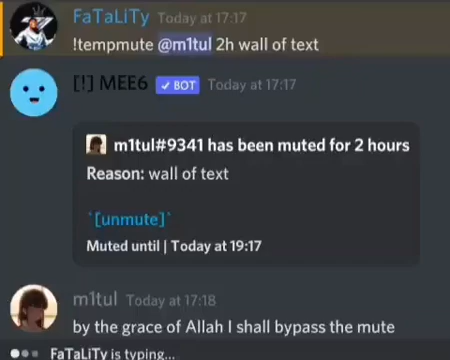 FaTaLiTy Today at 17:17
!tempmute @m1tul 2h wall of text
[!] MEE6 ✓ BOT Today at 17:17
m1tul#9341 has been muted for 2 hours
Reason: wall of text
`[unmute]`
Muted until | Today at 19:17
m1tul Today at 17:18
by the grace of Allah I shall bypass the mute
FaTaLiTy is typing...